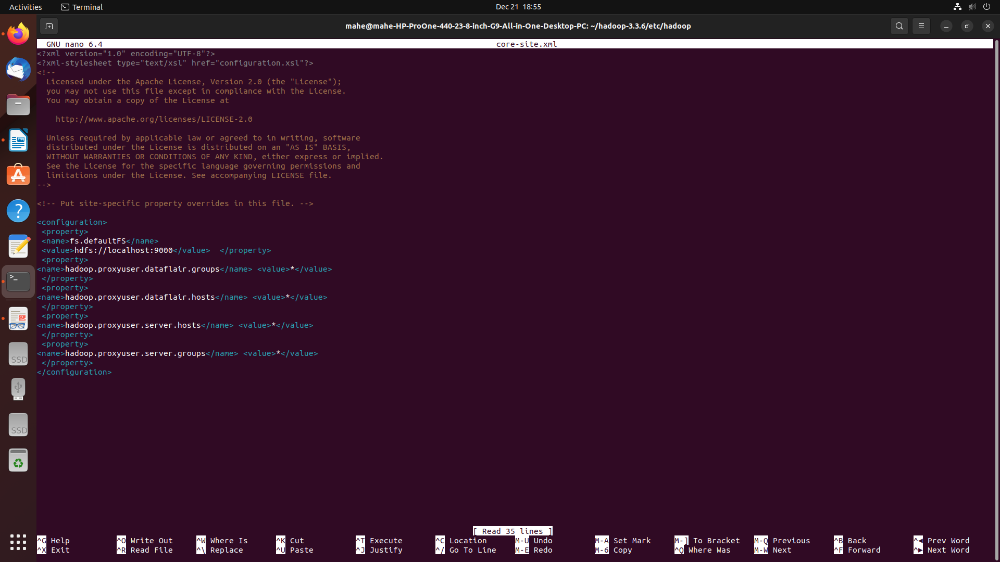 Activities Terminal Dec 21 18:55
mahe@mahe-HP-ProOne-440-23-8-inch-G9-All-in-One-Desktop-PC: ~/hadoop-3.3.6/etc/hadoop
GNU nano 6.4 core-site.xml
<?xml version="1.0" encoding="UTF-8"?>
<?xml-stylesheet type="text/xsl" href="configuration.xsl"?>
<!--
  Licensed under the Apache License, Version 2.0 (the "License");
  you may not use this file except in compliance with the License.
  You may obtain a copy of the License at

    http://www.apache.org/licenses/LICENSE-2.0

  Unless required by applicable law or agreed to in writing, software
  distributed under the License is distributed on an "AS IS" BASIS,
  WITHOUT WARRANTIES OR CONDITIONS OF ANY KIND, either express or implied.
  See the License for the specific language governing permissions and
  limitations under the License. See accompanying LICENSE file.
-->

<!-- Put site-specific property overrides in this file. -->

<configuration>
 <property>
 <name>fs.defaultFS</name>
 <value>hdfs://localhost:9000</value>  </property>
 <property>
<name>hadoop.proxyuser.dataflair.groups</name> <value>*</value>
 </property>
 <property>
<name>hadoop.proxyuser.dataflair.hosts</name> <value>*</value>
 </property>
 <property>
<name>hadoop.proxyuser.server.hosts</name> <value>*</value>
 </property>
 <property>
<name>hadoop.proxyuser.server.groups</name> <value>*</value>
 </property>
</configuration>
SSD
SSD
[ Read 35 lines ]
^G Help ^O Write Out ^W Where Is ^K Cut ^T Execute ^C Location M-U Undo M-A Set Mark M-] To Bracket M-Q Previous ^B Back ^◀ Prev Word
^X Exit ^R Read File ^\ Replace ^U Paste ^J Justify ^/ Go To Line M-E Redo M-6 Copy ^Q Where Was M-W Next ^F Forward ^▶ Next Word